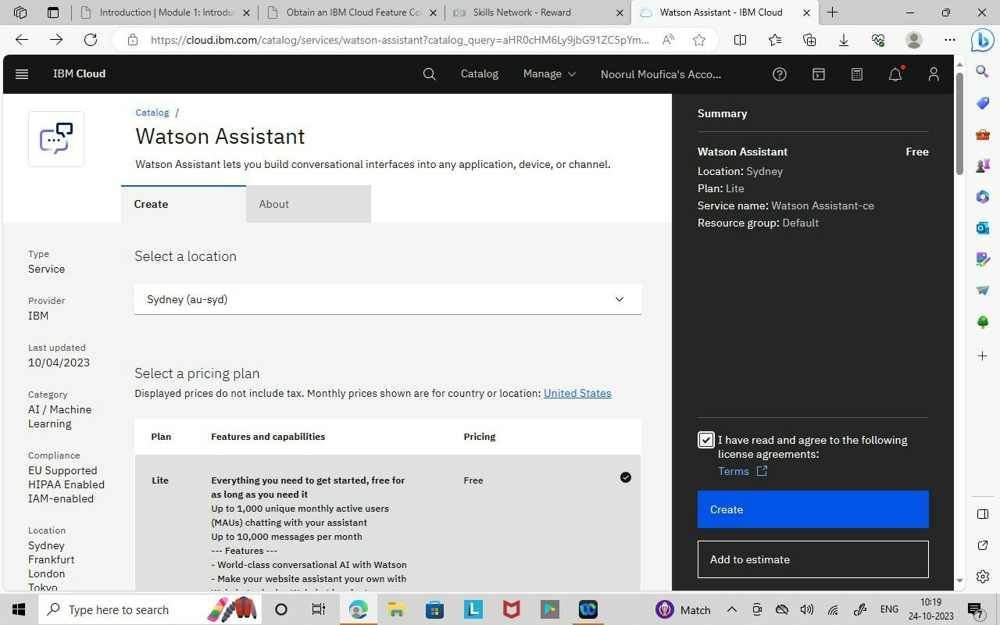 Introduction | Module 1: Introduc
Obtain an IBM Cloud Feature Co
Skills Network - Reward
Watson Assistant - IBM Cloud
https://cloud.ibm.com/catalog/services/watson-assistant?catalog_query=aHR0cHM6Ly9jbG91ZC5pYm...
IBM Cloud
Catalog
Manage
Noorul Moufica's Acco...
Catalog /
Watson Assistant
Watson Assistant lets you build conversational interfaces into any application, device, or channel.
Create
About
Type
Service
Provider
IBM
Last updated
10/04/2023
Category
AI / Machine
Learning
Compliance
EU Supported
HIPAA Enabled
IAM-enabled
Location
Sydney
Frankfurt
London
Tokyo
Select a location
Sydney (au-syd)
Select a pricing plan
Displayed prices do not include tax. Monthly prices shown are for country or location: United States
Plan
Features and capabilities
Pricing
Lite
Everything you need to get started, free for
as long as you need it
Up to 1,000 unique monthly active users
(MAUs) chatting with your assistant
Up to 10,000 messages per month
--- Features ---
- World-class conversational AI with Watson
- Make your website assistant your own with
Free
Summary
Watson Assistant Free
Location: Sydney
Plan: Lite
Service name: Watson Assistant-ce
Resource group: Default
I have read and agree to the following
license agreements:
Terms
Create
Add to estimate
Type here to search
Match
ENG
10:19
24-10-2023
7